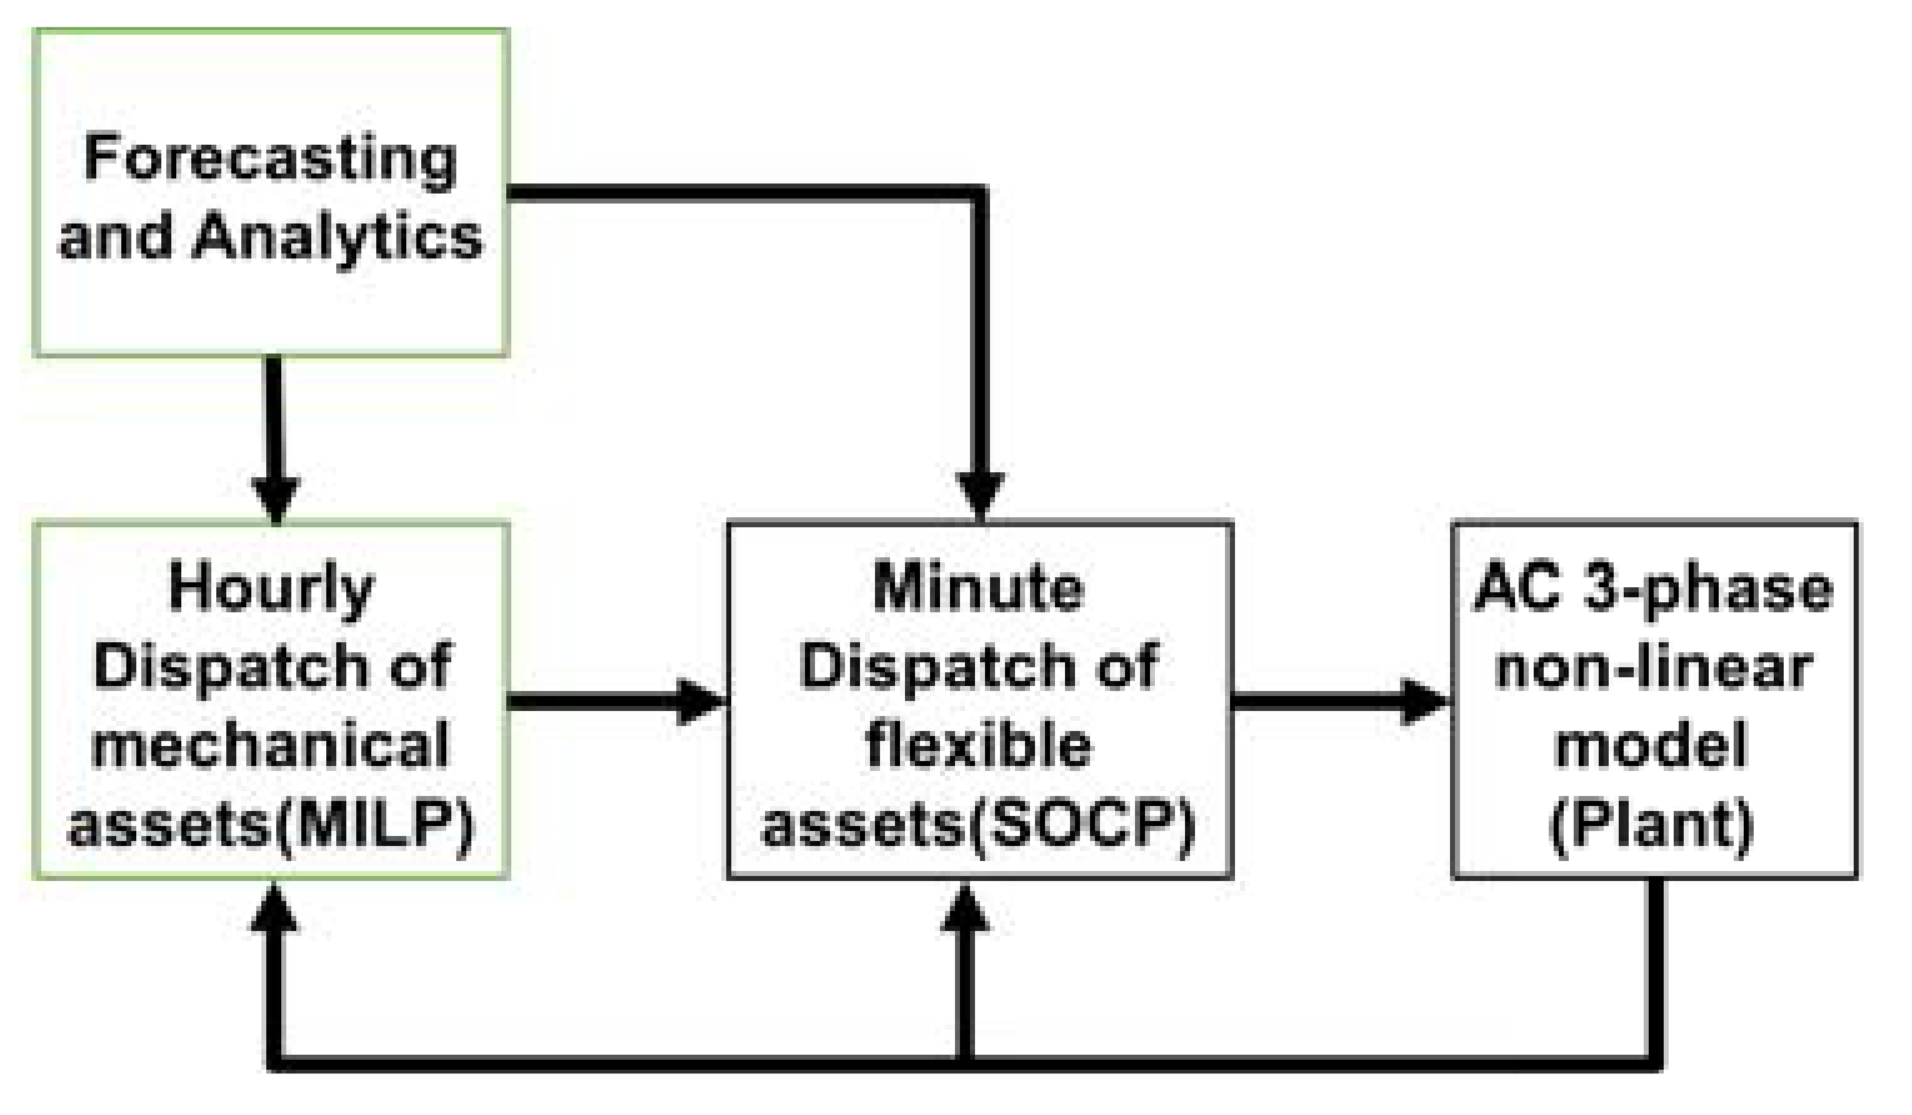 Forecasting
and Analytics
Hourly
Dispatch of
mechanical
assets(MILP)
Minute
Dispatch of
flexible
assets(SOCP)
AC 3-phase
non-linear
model
(Plant)